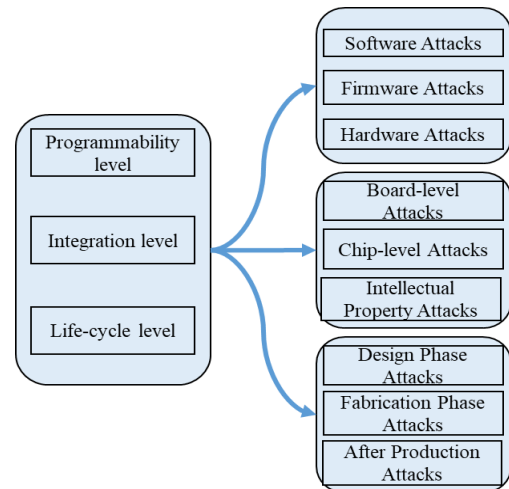 Programmability
level
Integration level
Life-cycle level
Software Attacks
Firmware Attacks
Hardware Attacks
Board-level
Attacks
Chip-level Attacks
Intellectual
Property Attacks
Design Phase
Attacks
Fabrication Phase
Attacks
After Production
Attacks